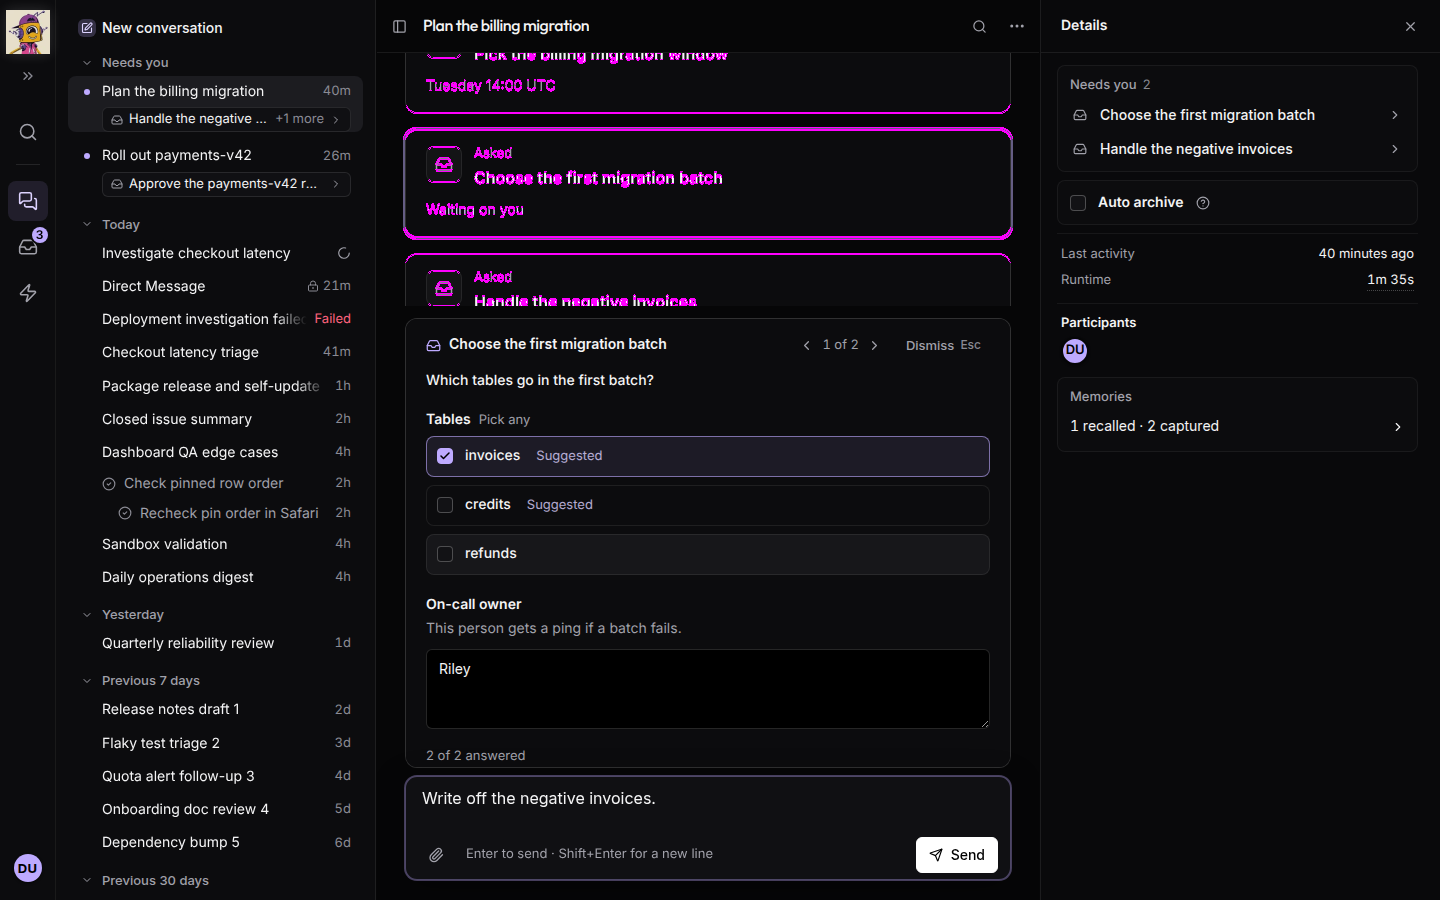 New conversation
Needs you
Plan the billing migration 40m
Handle the negative ... +1 more
Roll out payments-v42 26m
Approve the payments-v42 r...
Today
Investigate checkout latency
Direct Message 21m
Deployment investigation failed Failed
Checkout latency triage 41m
Package release and self-update 1h
Closed issue summary 2h
Dashboard QA edge cases 4h
Check pinned row order 2h
Recheck pin order in Safari 2h
Sandbox validation 4h
Daily operations digest 4h
Yesterday
Quarterly reliability review 1d
Previous 7 days
Release notes draft 1 2d
Flaky test triage 2 3d
Quota alert follow-up 3 4d
Onboarding doc review 4 5d
Dependency bump 5 6d
Previous 30 days
3
DU
Plan the billing migration
Pick the billing migration window
Tuesday 14:00 UTC
Asked
Choose the first migration batch
Waiting on you
Asked
Handle the negative invoices
Choose the first migration batch
1 of 2
Dismiss Esc
Which tables go in the first batch?
Tables Pick any
invoices Suggested
credits Suggested
refunds
On-call owner
This person gets a ping if a batch fails.
Riley
2 of 2 answered
Write off the negative invoices.
Enter to send · Shift+Enter for a new line
Send
Details
Needs you 2
Choose the first migration batch
Handle the negative invoices
Auto archive
Last activity 40 minutes ago
Runtime 1m 35s
Participants
DU
Memories
1 recalled · 2 captured